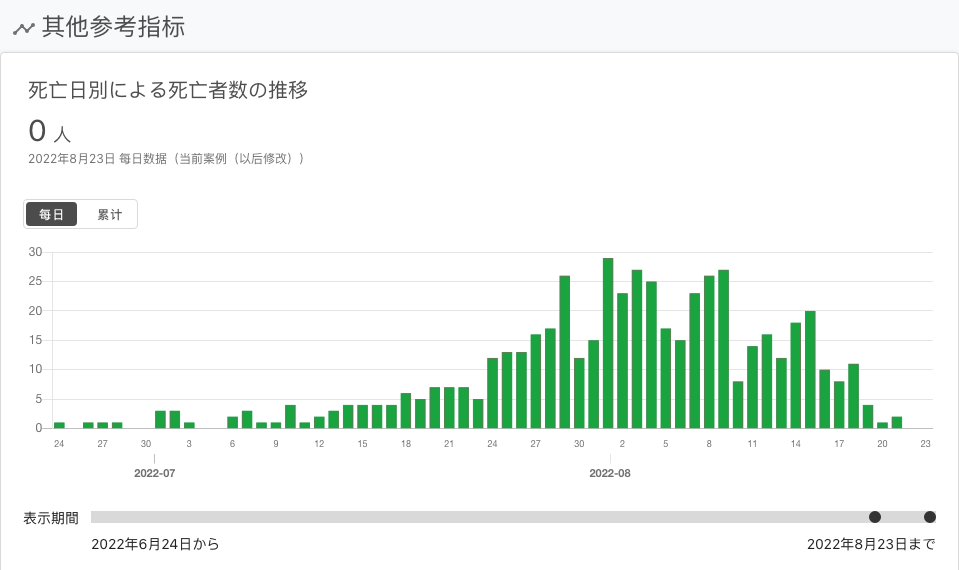 其他参考指标
死亡日別による死亡者数の推移
0 人
2022年8月23日 每日数据（当前案例（以后修改））
每日 累计
30
25
20
15
10
5
0
24 27 30 3 6 9 12 15 18 21 24 27 30 2 5 8 11 14 17 20 23
2022-07 2022-08
表示期間
2022年6月24日から 2022年8月23日まで